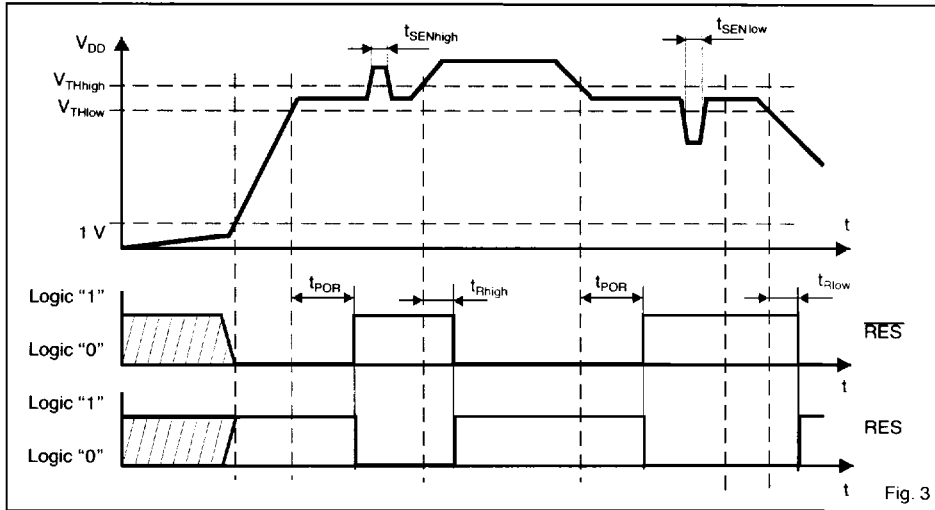 V_DD
t_SENhigh
t_SENlow
V_THhigh
V_THlow
1 V
t
Logic "1"
t_POR
t_Rhigh
t_POR
t_Rlow
R̅E̅S̅
Logic "0"
t
Logic "1"
RES
Logic "0"
t
Fig. 3